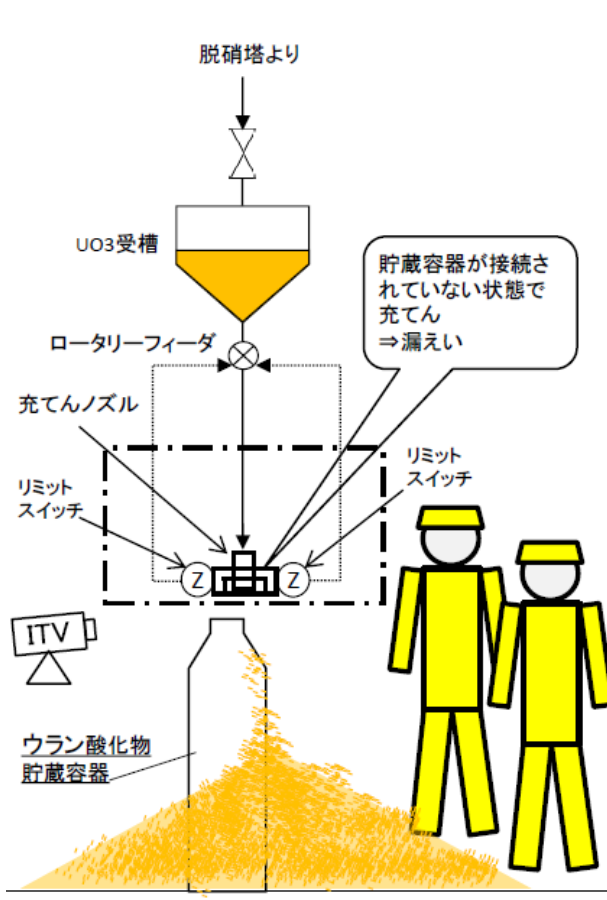 脱硝塔より
UO3受槽
貯蔵容器が接続さ
れていない状態で
充てん
⇒漏えい
ロータリーフィーダ
充てんノズル
リミット
スイッチ
リミット
スイッチ
Z
Z
ITV
ウラン酸化物
貯蔵容器